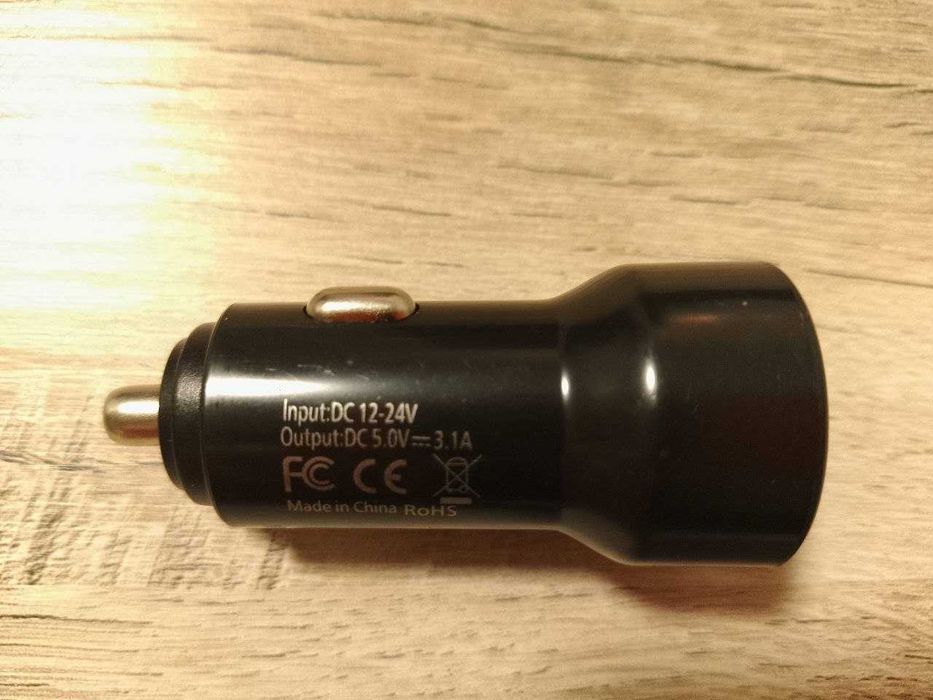 Input:DC 12-24V
Output:DC 5.0V⎓3.1A
FC CE
Made in China RoHS